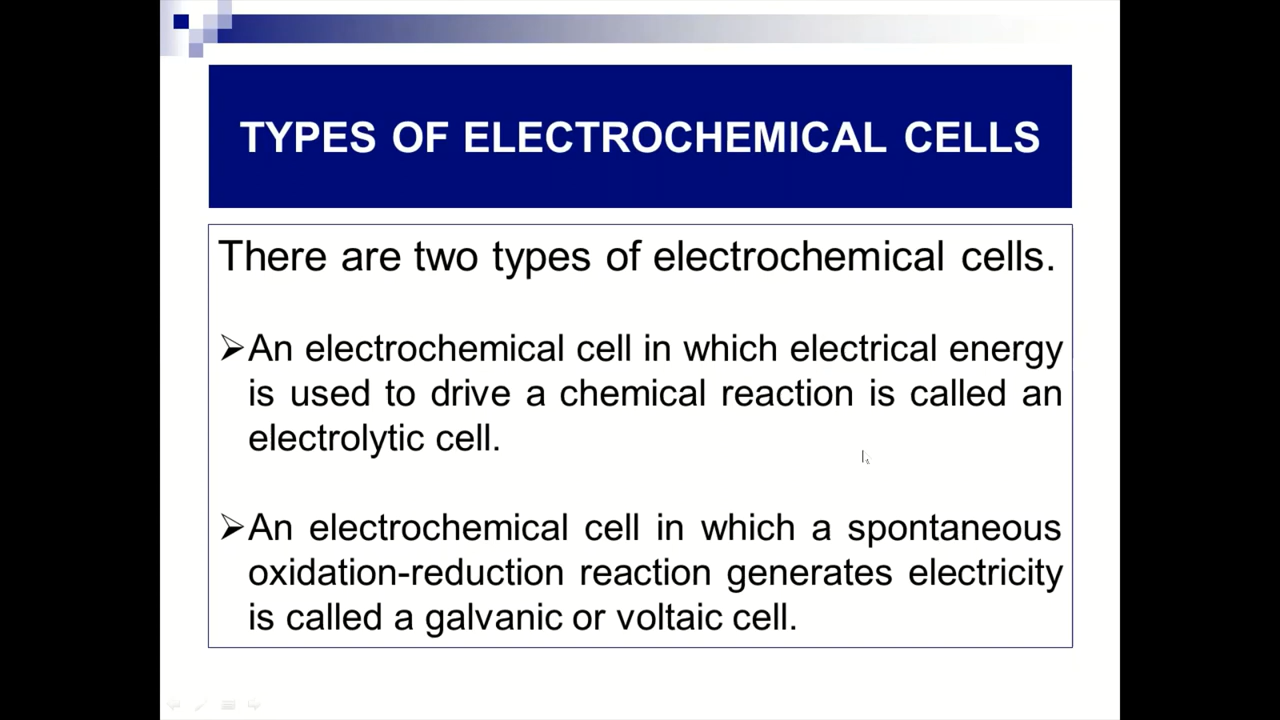 TYPES OF ELECTROCHEMICAL CELLS
There are two types of electrochemical cells.
➢An electrochemical cell in which electrical energy
is used to drive a chemical reaction is called an
electrolytic cell.
➢An electrochemical cell in which a spontaneous
oxidation-reduction reaction generates electricity
is called a galvanic or voltaic cell.